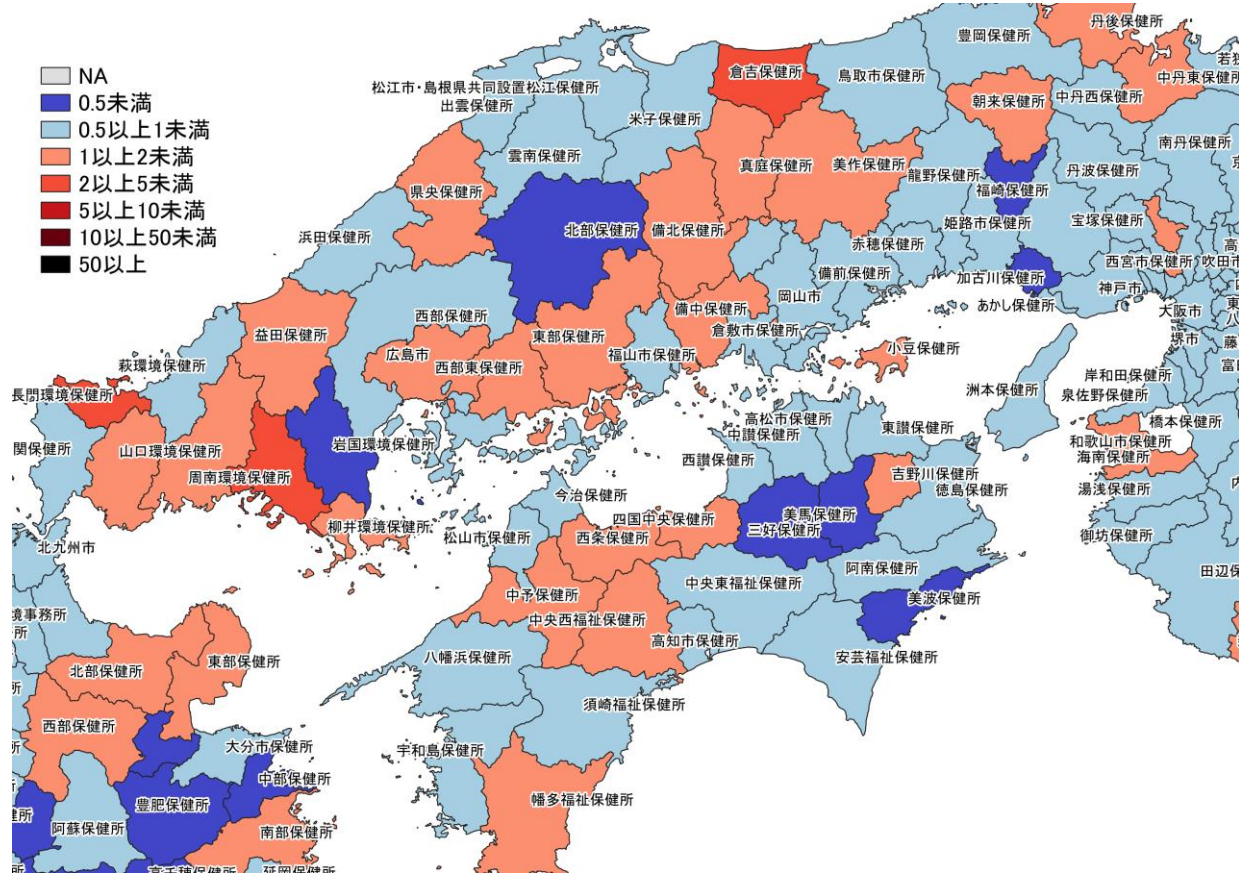 NA
0.5未満
0.5以上1未満
1以上2未満
2以上5未満
5以上10未満
10以上50未満
50以上
丹後保健所
豊岡保健所
若狭
倉吉保健所
鳥取市保健所
中丹東保健所
松江市・島根県共同設置松江保健所
朝来保健所
中丹西保健所
出雲保健所
米子保健所
南丹保健所
雲南保健所
真庭保健所
美作保健所
龍野保健所
丹波保健所
県央保健所
福崎保健所
北部保健所
備北保健所
姫路市保健所
宝塚保健所
浜田保健所
赤穂保健所
西宮市保健所
吹田市
備前保健所
加古川保健所
神戸市
岡山市
あかし保健所
備中保健所
大阪市
西部保健所
倉敷市保健所
東部保健所
益田保健所
堺市
広島市
福山市保健所
小豆保健所
萩環境保健所
西部東保健所
岸和田保健所
長門環境保健所
洲本保健所
泉佐野保健所
高松市保健所
橋本保健所
東讃保健所
中讃保健所
和歌山市保健所
関保健所
山口環境保健所
岩国環境保健所
海南保健所
西讃保健所
周南環境保健所
吉野川保健所
徳島保健所
湯浅保健所
今治保健所
四国中央保健所
美馬保健所
柳井環境保健所
三好保健所
松山市保健所
西条保健所
御坊保健所
北九州市
阿南保健所
田辺保
中央東福祉保健所
中予保健所
美波保健所
境事務所
中央西福祉保健所
所
高知市保健所
八幡浜保健所
安芸福祉保健所
東部保健所
北部保健所
須崎福祉保健所
西部保健所
大分市保健所
宇和島保健所
中部保健所
豊肥保健所
幡多福祉保健所
健所
阿蘇保健所
南部保健所
高千穂保健所
延岡保健所